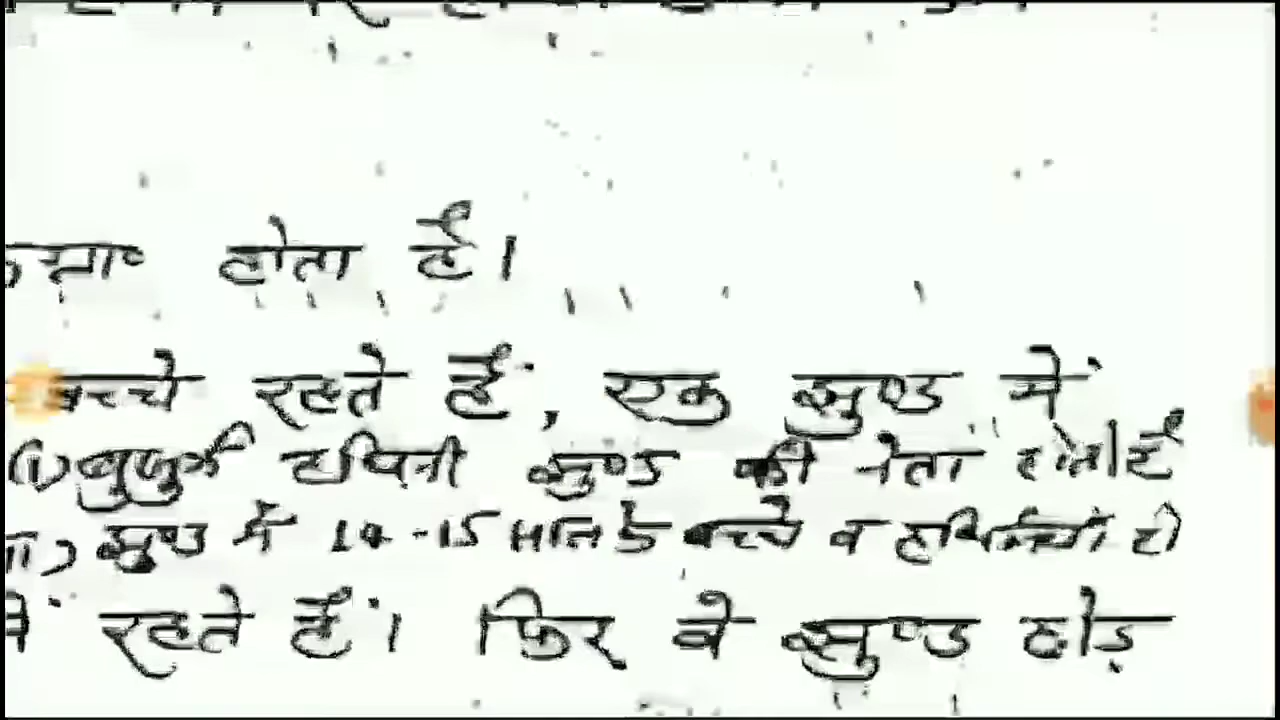 होता है।
बच्चे रहते हैं, एक झुण्ड में
(i) बुजुर्ग हथिनी झुण्ड की नेता होती है
झुण्ड में 14-15 साल के बच्चे व हथिनियाँ ही
रहते हैं। फिर वे झुण्ड छोड़